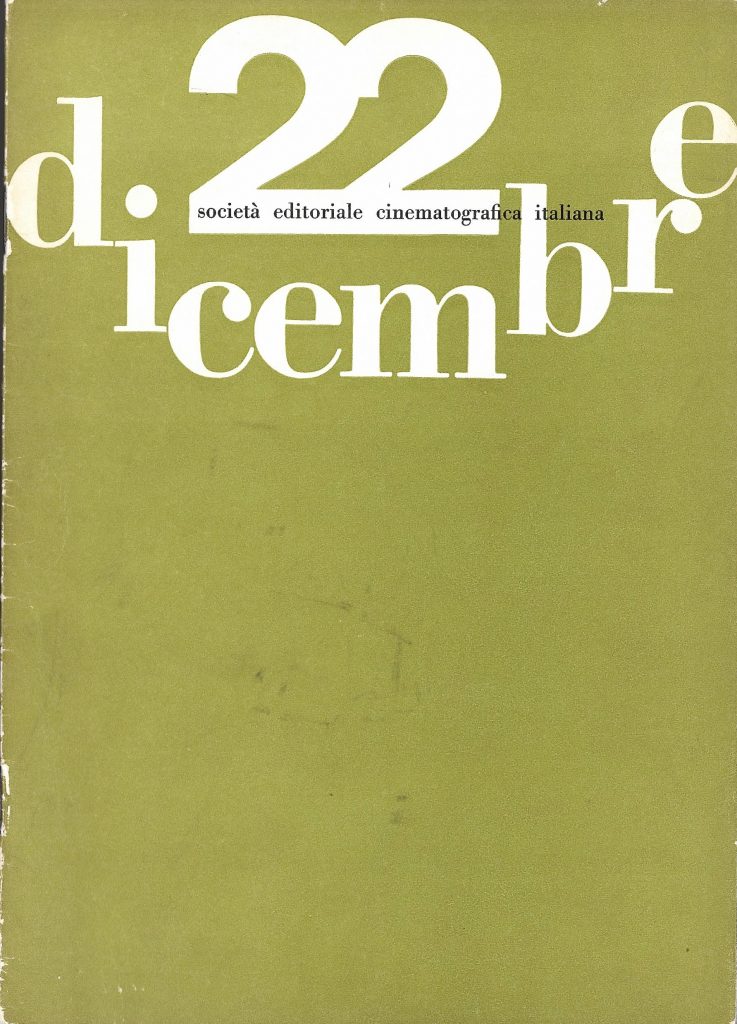 22
dicembre
società editoriale cinematografica italiana